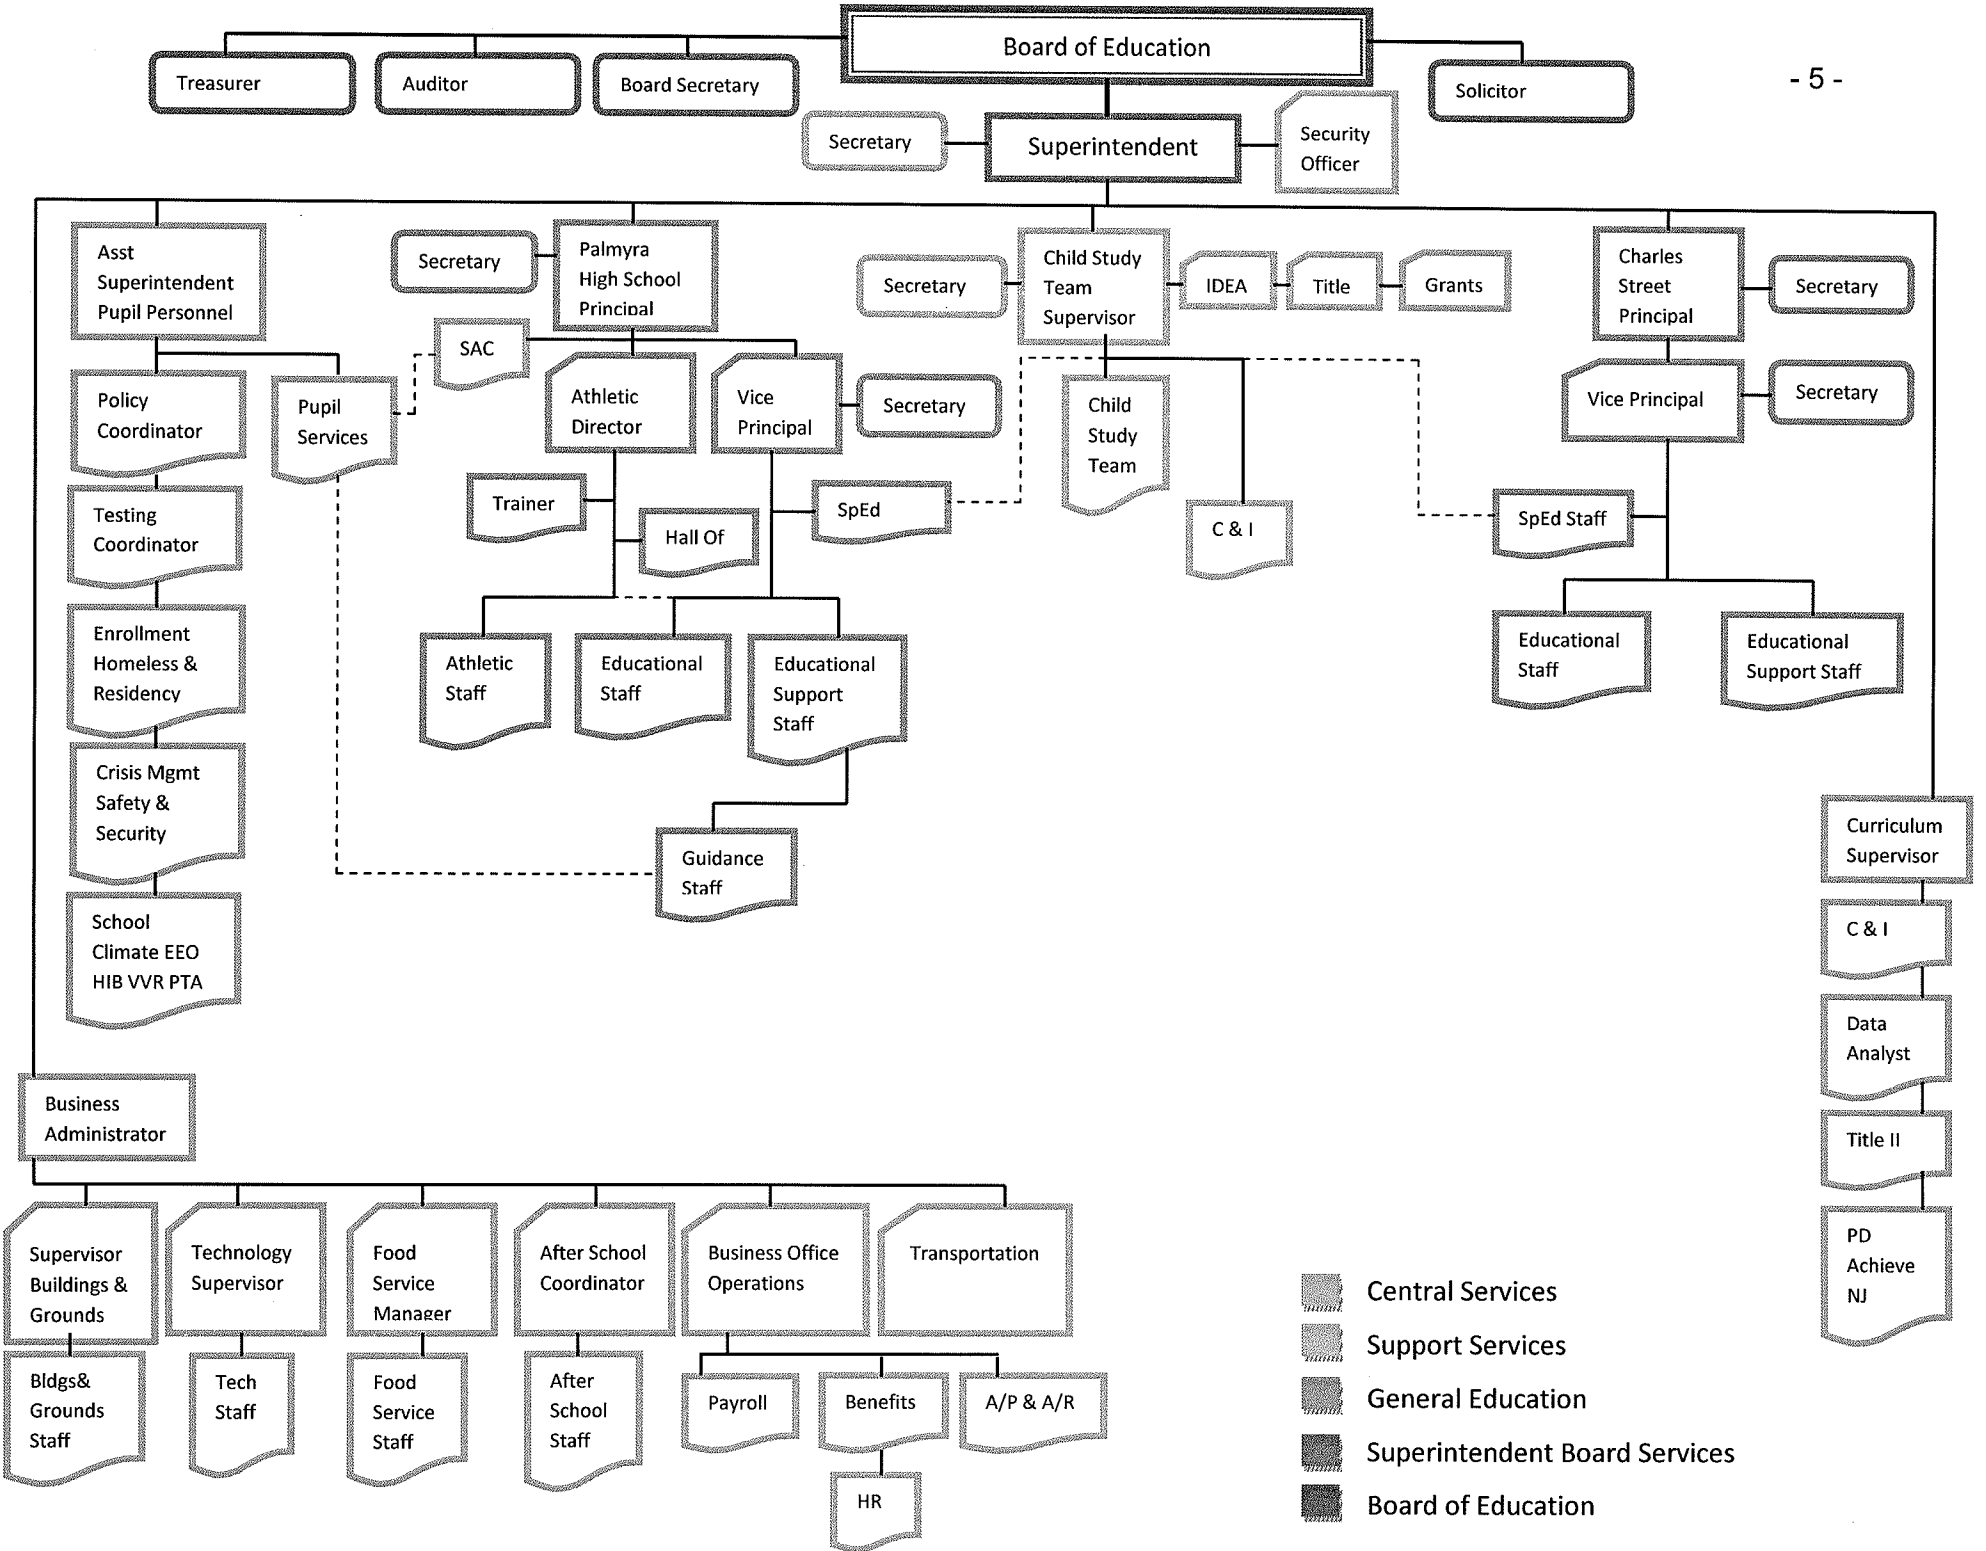 Board of Education
Treasurer
Auditor
Board Secretary
Solicitor
- 5 -
Secretary
Superintendent
Security
Officer
Asst
Superintendent
Pupil Personnel
Secretary
Palmyra
High School
Principal
Secretary
Child Study
Team
Supervisor
IDEA
Title
Grants
Charles
Street
Principal
Secretary
SAC
Policy
Coordinator
Pupil
Services
Athletic
Director
Vice
Principal
Secretary
Child
Study
Team
Vice Principal
Secretary
Testing
Coordinator
Trainer
Hall Of
SpEd
C & I
SpEd Staff
Enrollment
Homeless &
Residency
Athletic
Staff
Educational
Staff
Educational
Support
Staff
Educational
Staff
Educational
Support Staff
Crisis Mgmt
Safety &
Security
Guidance
Staff
Curriculum
Supervisor
School
Climate EEO
HIB VVR PTA
C & I
Data
Analyst
Title II
PD
Achieve
NJ
Business
Administrator
Supervisor
Buildings &
Grounds
Technology
Supervisor
Food
Service
Manager
After School
Coordinator
Business Office
Operations
Transportation
Bldgs&
Grounds
Staff
Tech
Staff
Food
Service
Staff
After
School
Staff
Payroll
Benefits
A/P & A/R
HR
Central Services
Support Services
General Education
Superintendent Board Services
Board of Education